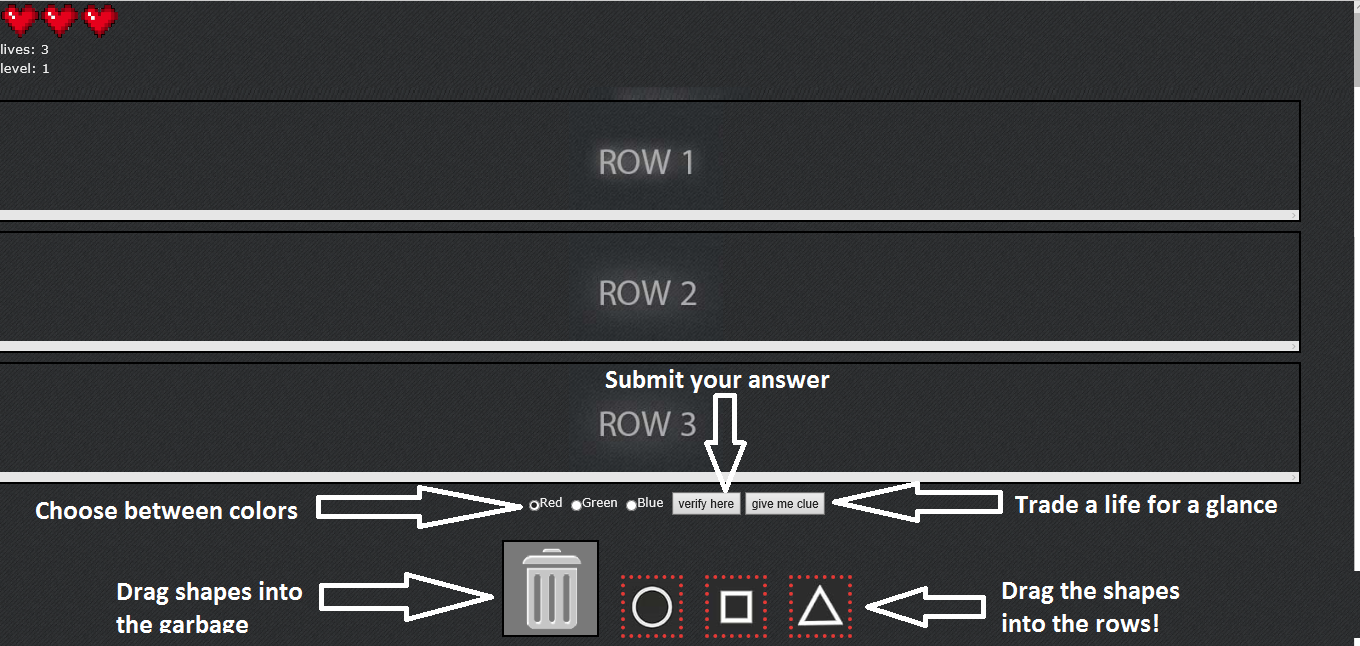 lives: 3
level: 1
ROW 1
ROW 2
Submit your answer
ROW 3
Choose between colors
Red Green Blue verify here give me clue
Trade a life for a glance
Drag shapes into
the garbage
Drag the shapes
into the rows!